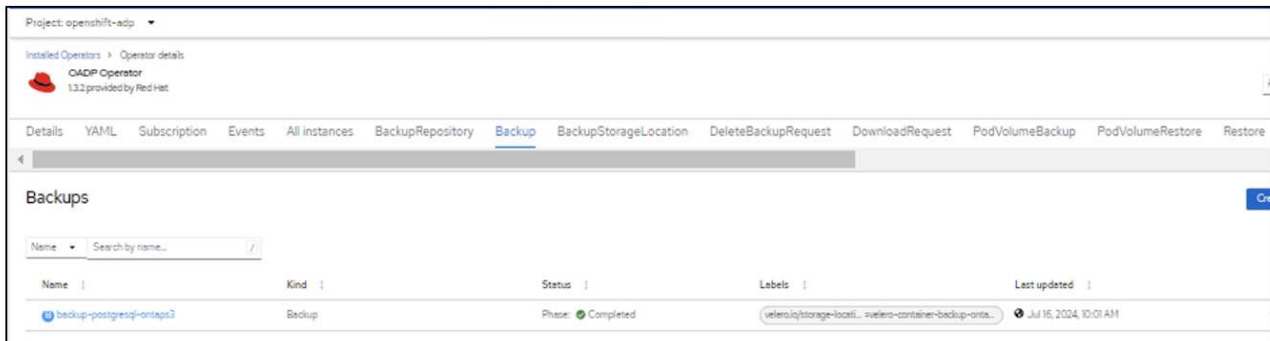 Project: openshift-adp
Installed Operators > Operator details
OADP Operator
1.3.2 provided by Red Hat
Details YAML Subscription Events All instances BackupRepository Backup BackupStorageLocation DeleteBackupRequest DownloadRequest PodVolumeBackup PodVolumeRestore Restore
Backups
Name Search by name... /
Name Kind Status Labels Last updated
backup-postgresql-ontaps3 Backup Phase: Completed velero.io/storage-locati... =velero-container-backup-onta... Jul 16, 2024, 10:01 AM